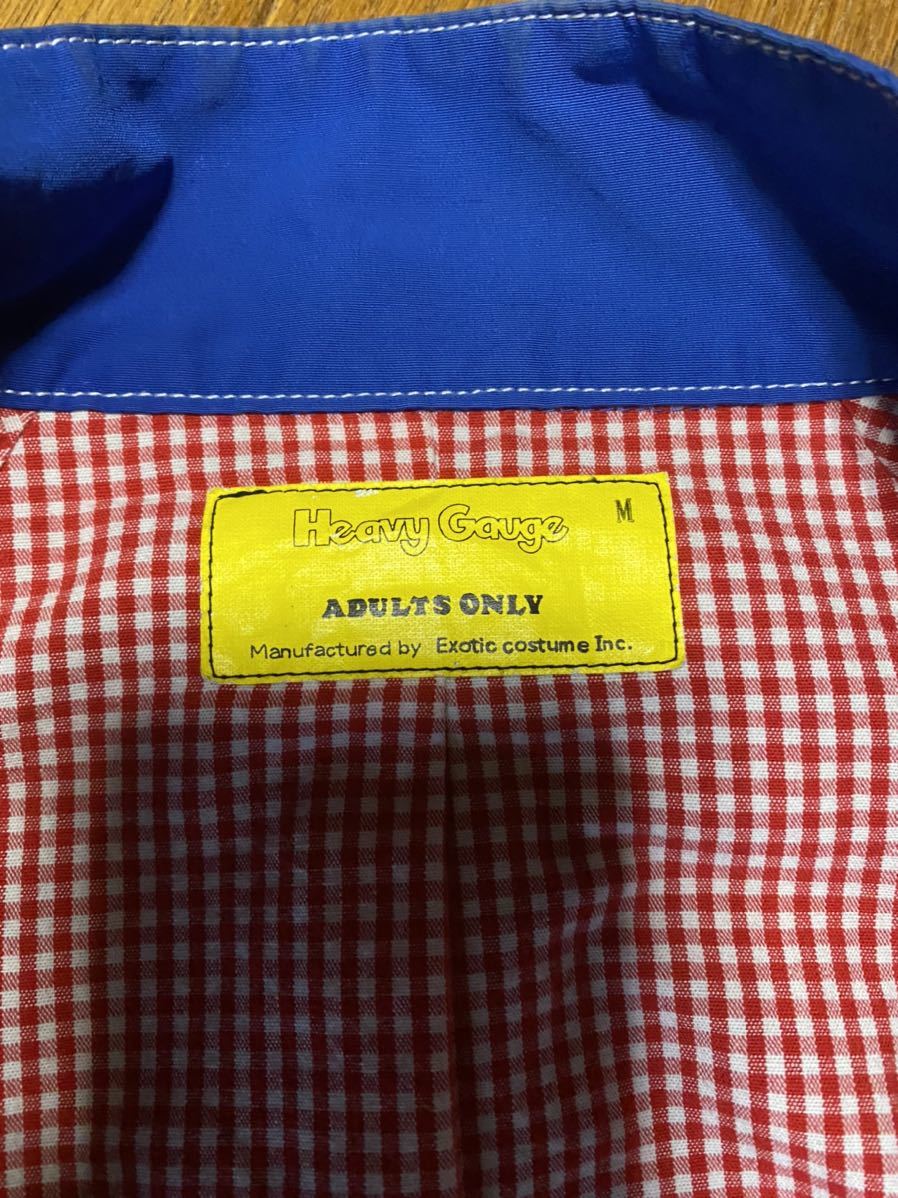 Heavy Gauge M
ADULTS ONLY
Manufactured by Exotic costume Inc.